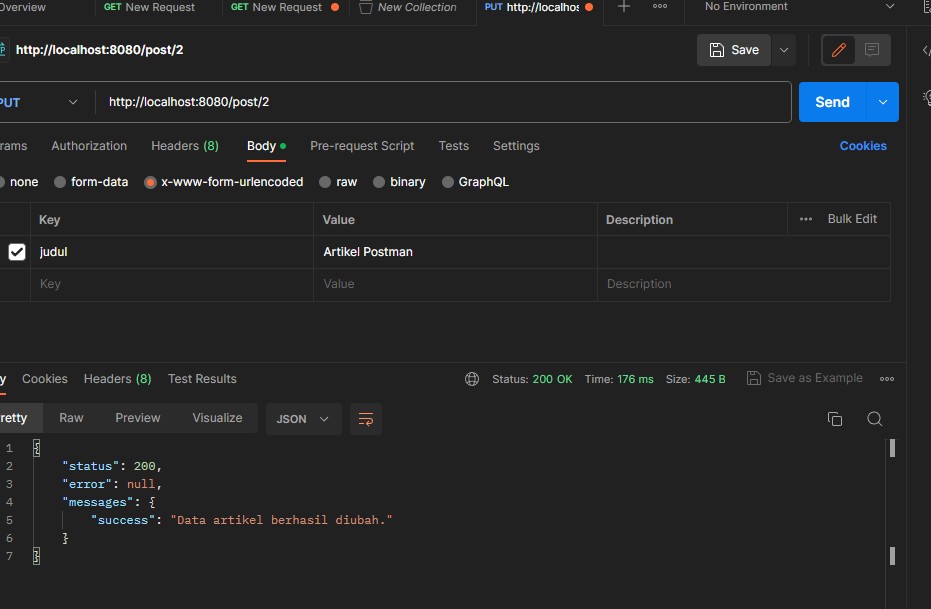 Overview GET New Request GET New Request New Collection PUT http://localhos No Environment
http://localhost:8080/post/2 Save
PUT http://localhost:8080/post/2 Send
rams Authorization Headers (8) Body Pre-request Script Tests Settings Cookies
none form-data x-www-form-urlencoded raw binary GraphQL
Key Value Description ••• Bulk Edit
judul Artikel Postman
Key Value Description
y Cookies Headers (8) Test Results Status: 200 OK Time: 176 ms Size: 445 B Save as Example
retty Raw Preview Visualize JSON
1 {
2 "status": 200,
3 "error": null,
4 "messages": {
5 "success": "Data artikel berhasil diubah."
6 }
7 }